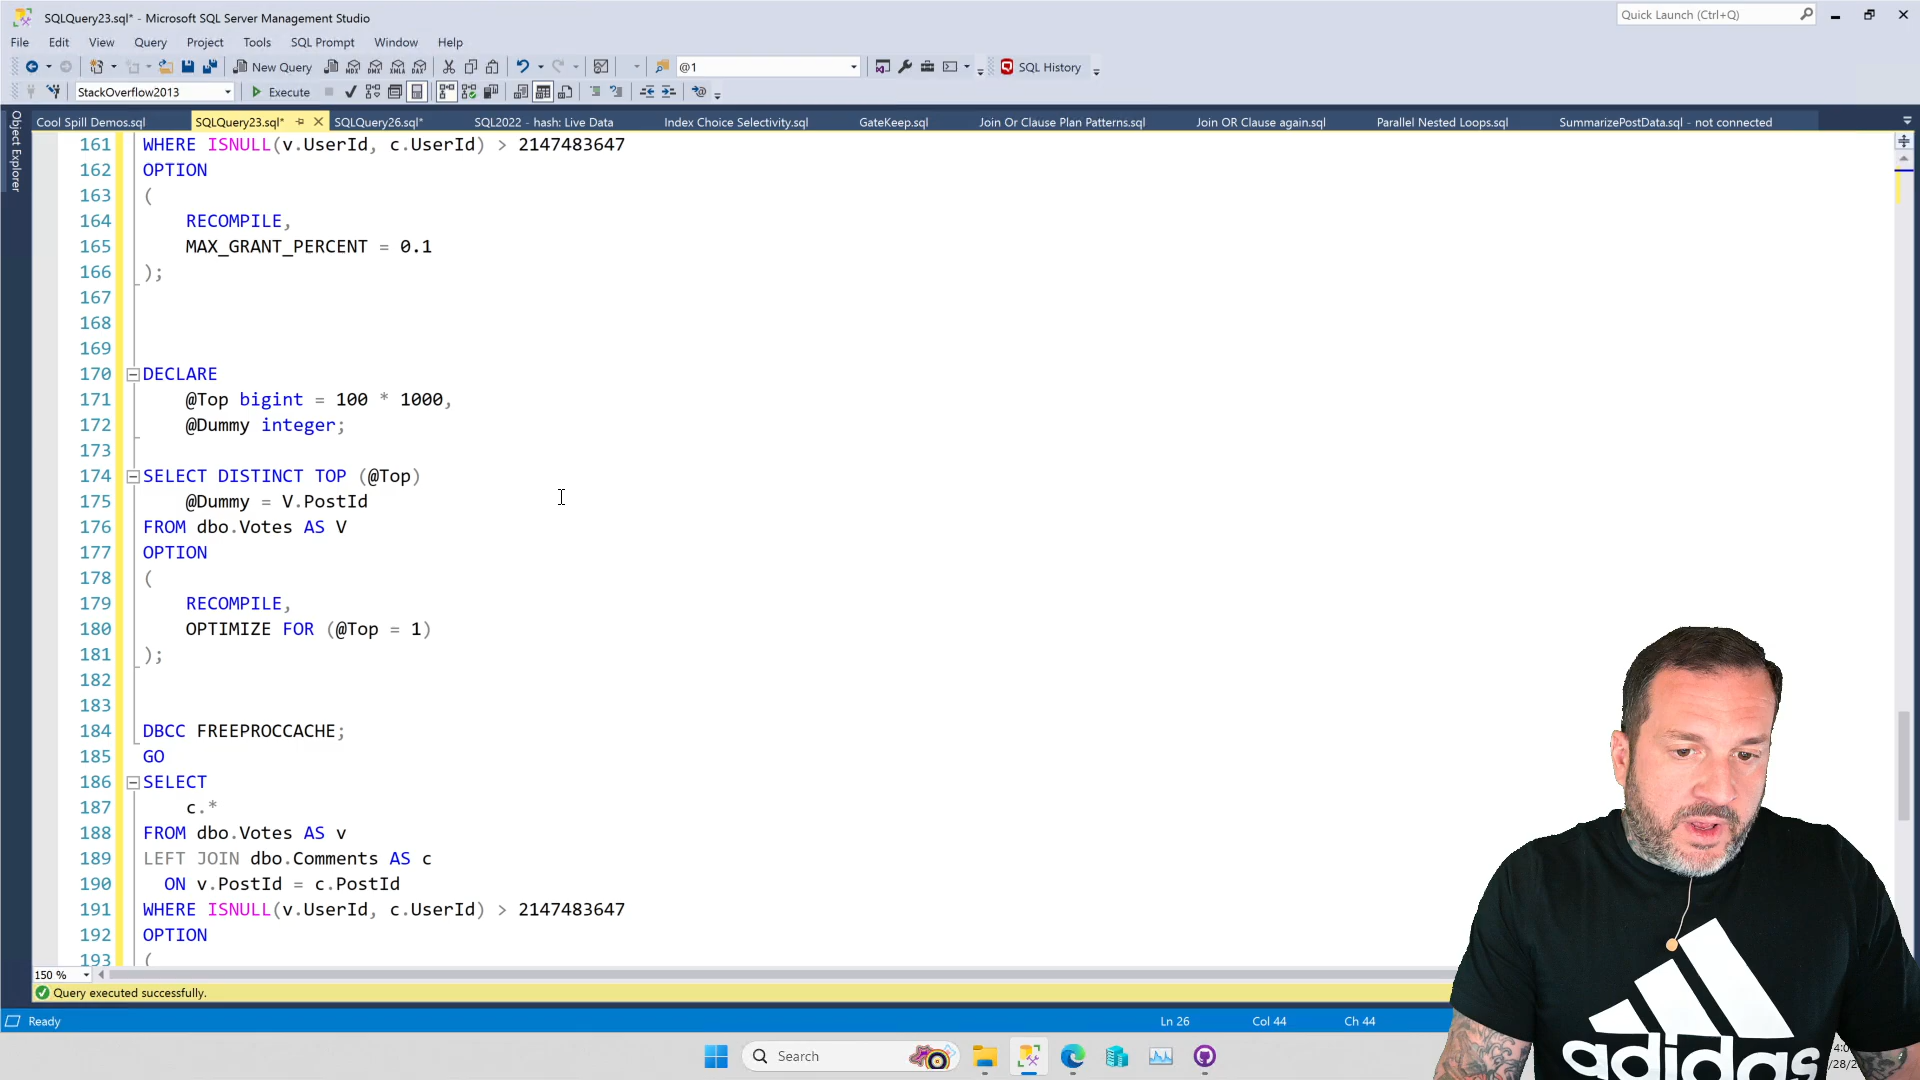 SQLQuery23.sql* - Microsoft SQL Server Management Studio
Quick Launch (Ctrl+Q)
File Edit View Query Project Tools SQL Prompt Window Help
New Query
@1
SQL History
StackOverflow2013
Execute
Cool Spill Demos.sql
SQLQuery23.sql*
SQLQuery26.sql*
SQL2022 - hash: Live Data
Index Choice Selectivity.sql
GateKeep.sql
Join Or Clause Plan Patterns.sql
Join OR Clause again.sql
Parallel Nested Loops.sql
SummarizePostData.sql - not connected
Object Explorer
161 WHERE ISNULL(v.UserId, c.UserId) > 2147483647
162 OPTION
163 (
164 RECOMPILE,
165 MAX_GRANT_PERCENT = 0.1
166 );
167
168
169
170 DECLARE
171 @Top bigint = 100 * 1000,
172 @Dummy integer;
173
174 SELECT DISTINCT TOP (@Top)
175 @Dummy = V.PostId
176 FROM dbo.Votes AS V
177 OPTION
178 (
179 RECOMPILE,
180 OPTIMIZE FOR (@Top = 1)
181 );
182
183
184 DBCC FREEPROCCACHE;
185 GO
186 SELECT
187 c.*
188 FROM dbo.Votes AS v
189 LEFT JOIN dbo.Comments AS c
190 ON v.PostId = c.PostId
191 WHERE ISNULL(v.UserId, c.UserId) > 2147483647
192 OPTION
193 (
150 %
Query executed successfully.
Ready
Ln 26
Col 44
Ch 44
Search
adidas